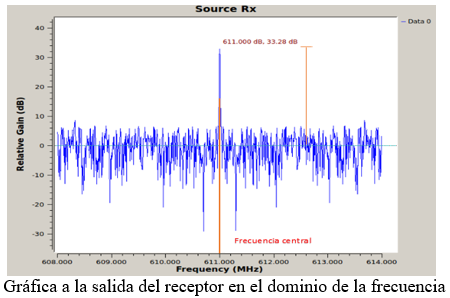 Source Rx
Data 0
611.000 dB, 33.28 dB
Relative Gain (dB)
40
30
20
10
0
-10
-20
-30
Frecuencia central
608.000
609.000
610.000
611.000
612.000
613.000
614.000
Frequency (MHz)
Gráfica a la salida del receptor en el dominio de la frecuencia